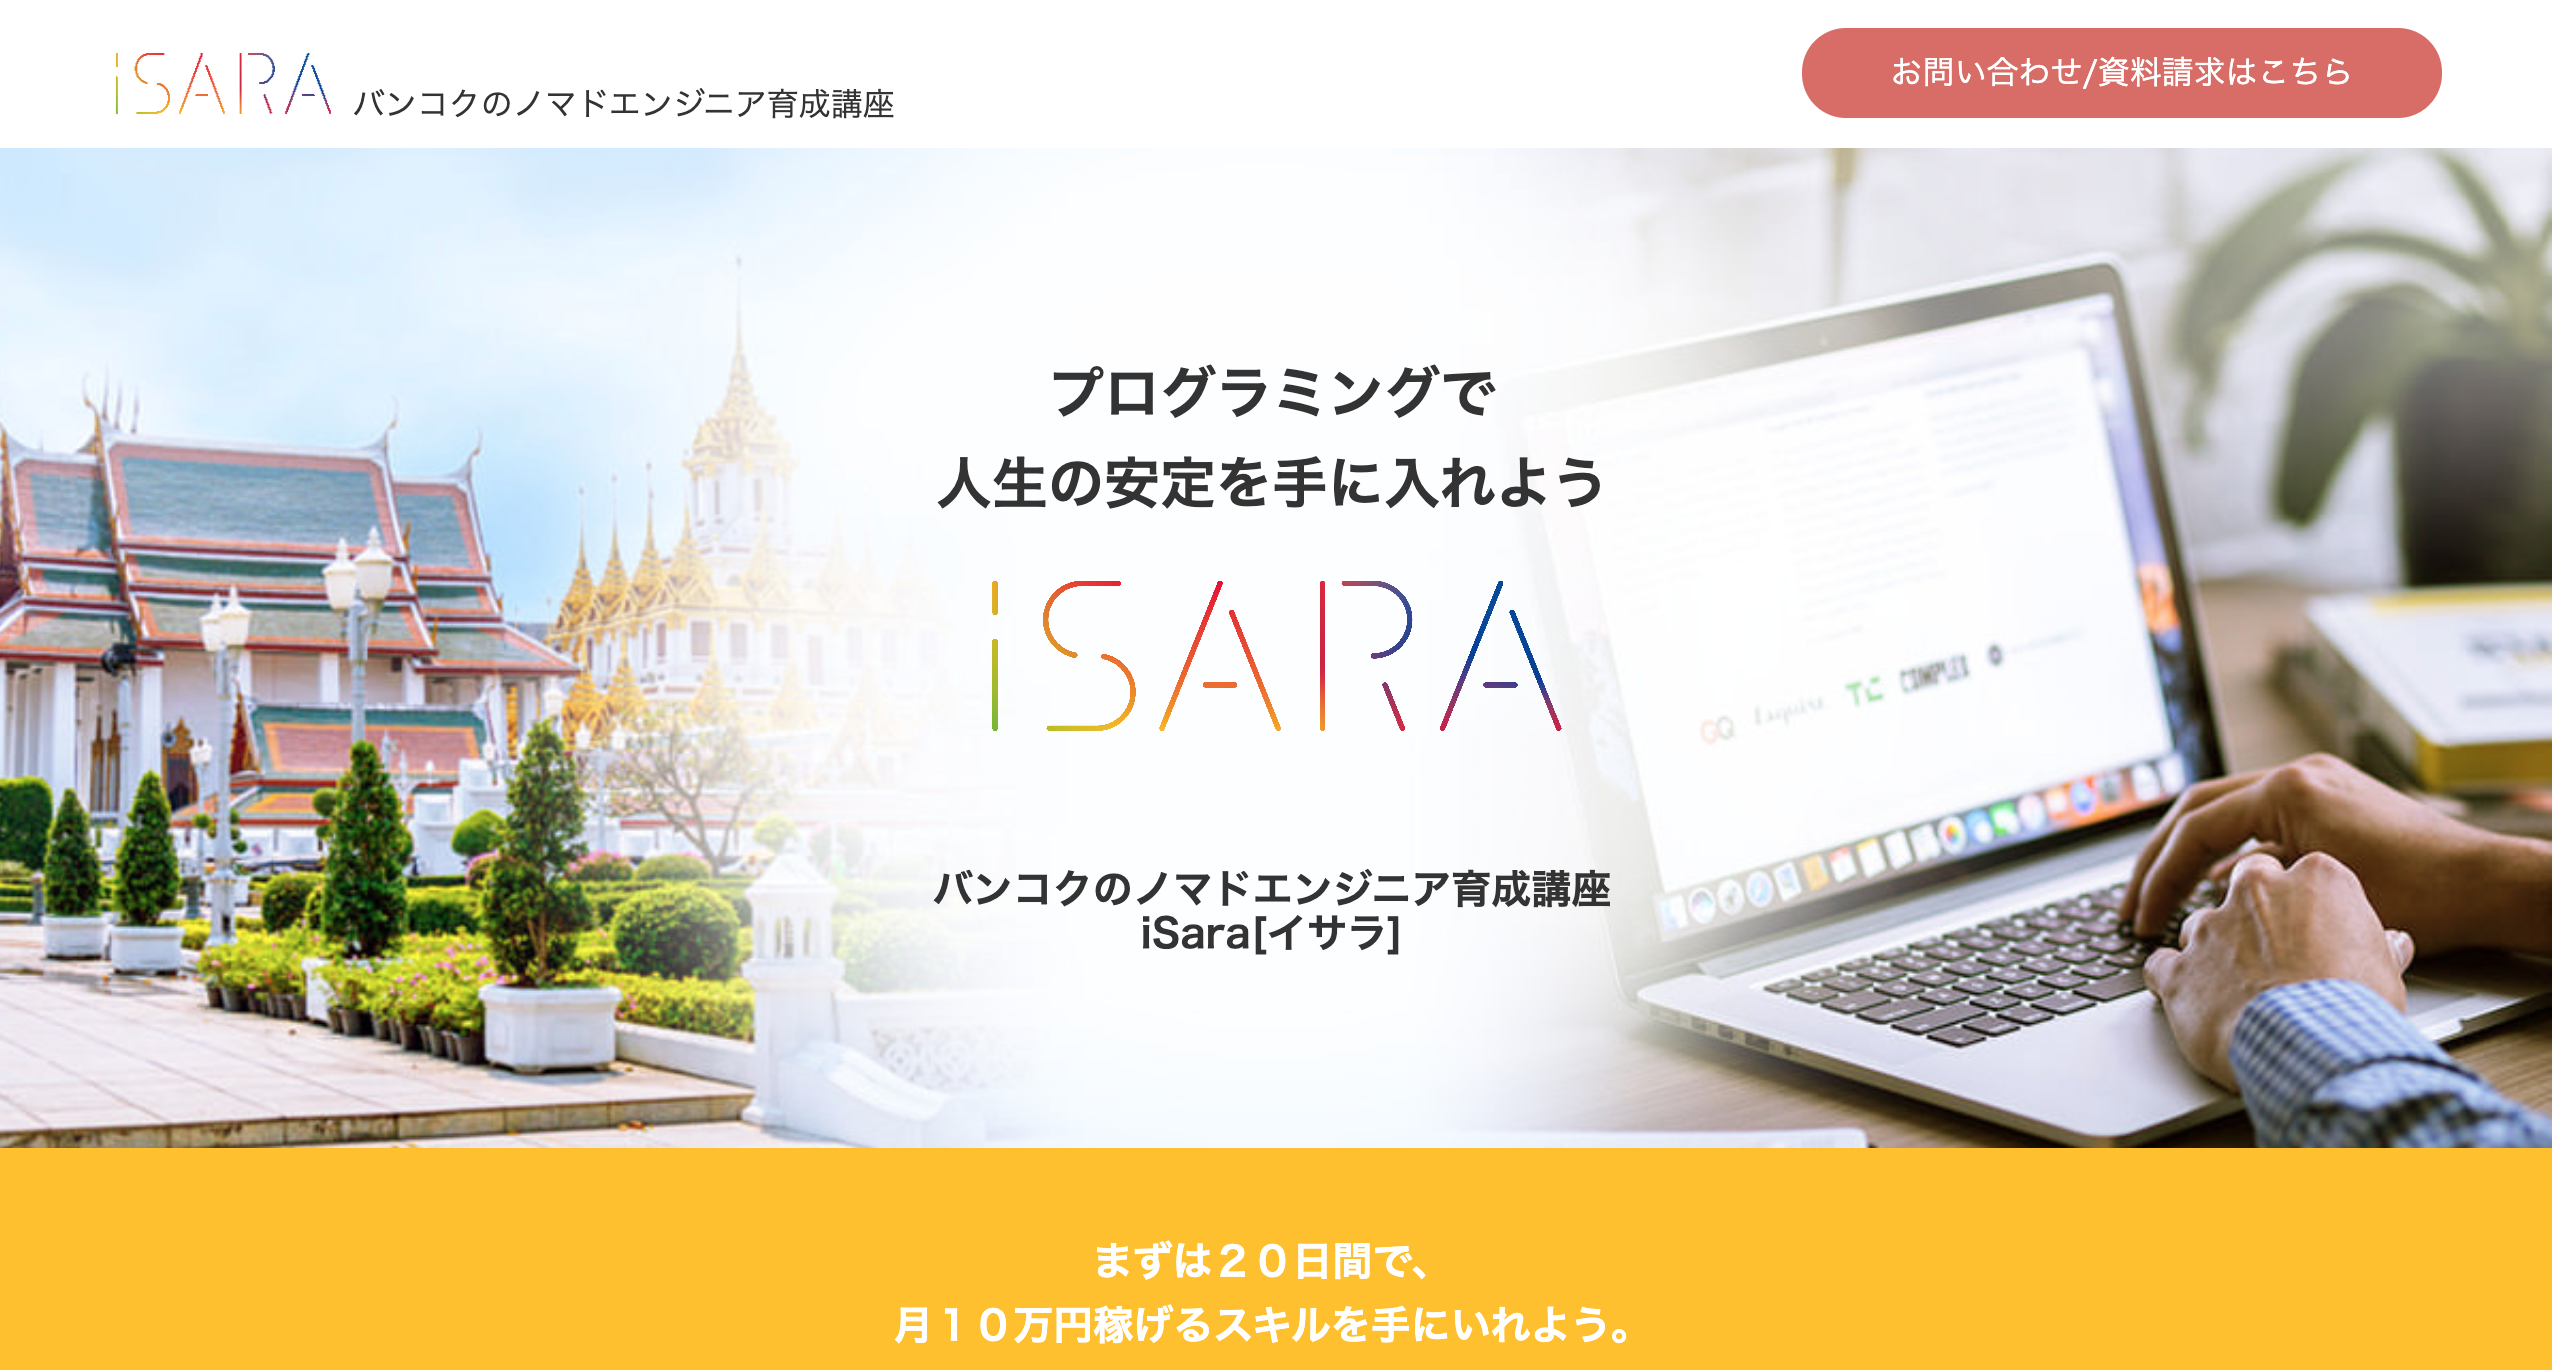 iSARA バンコクのノマドエンジニア育成講座
お問い合わせ/資料請求はこちら
プログラミングで
人生の安定を手に入れよう
iSARA
GQ Esquire TC COMPLEX
バンコクのノマドエンジニア育成講座
iSara[イサラ]
まずは２０日間で、
月１０万円稼げるスキルを手にいれよう。